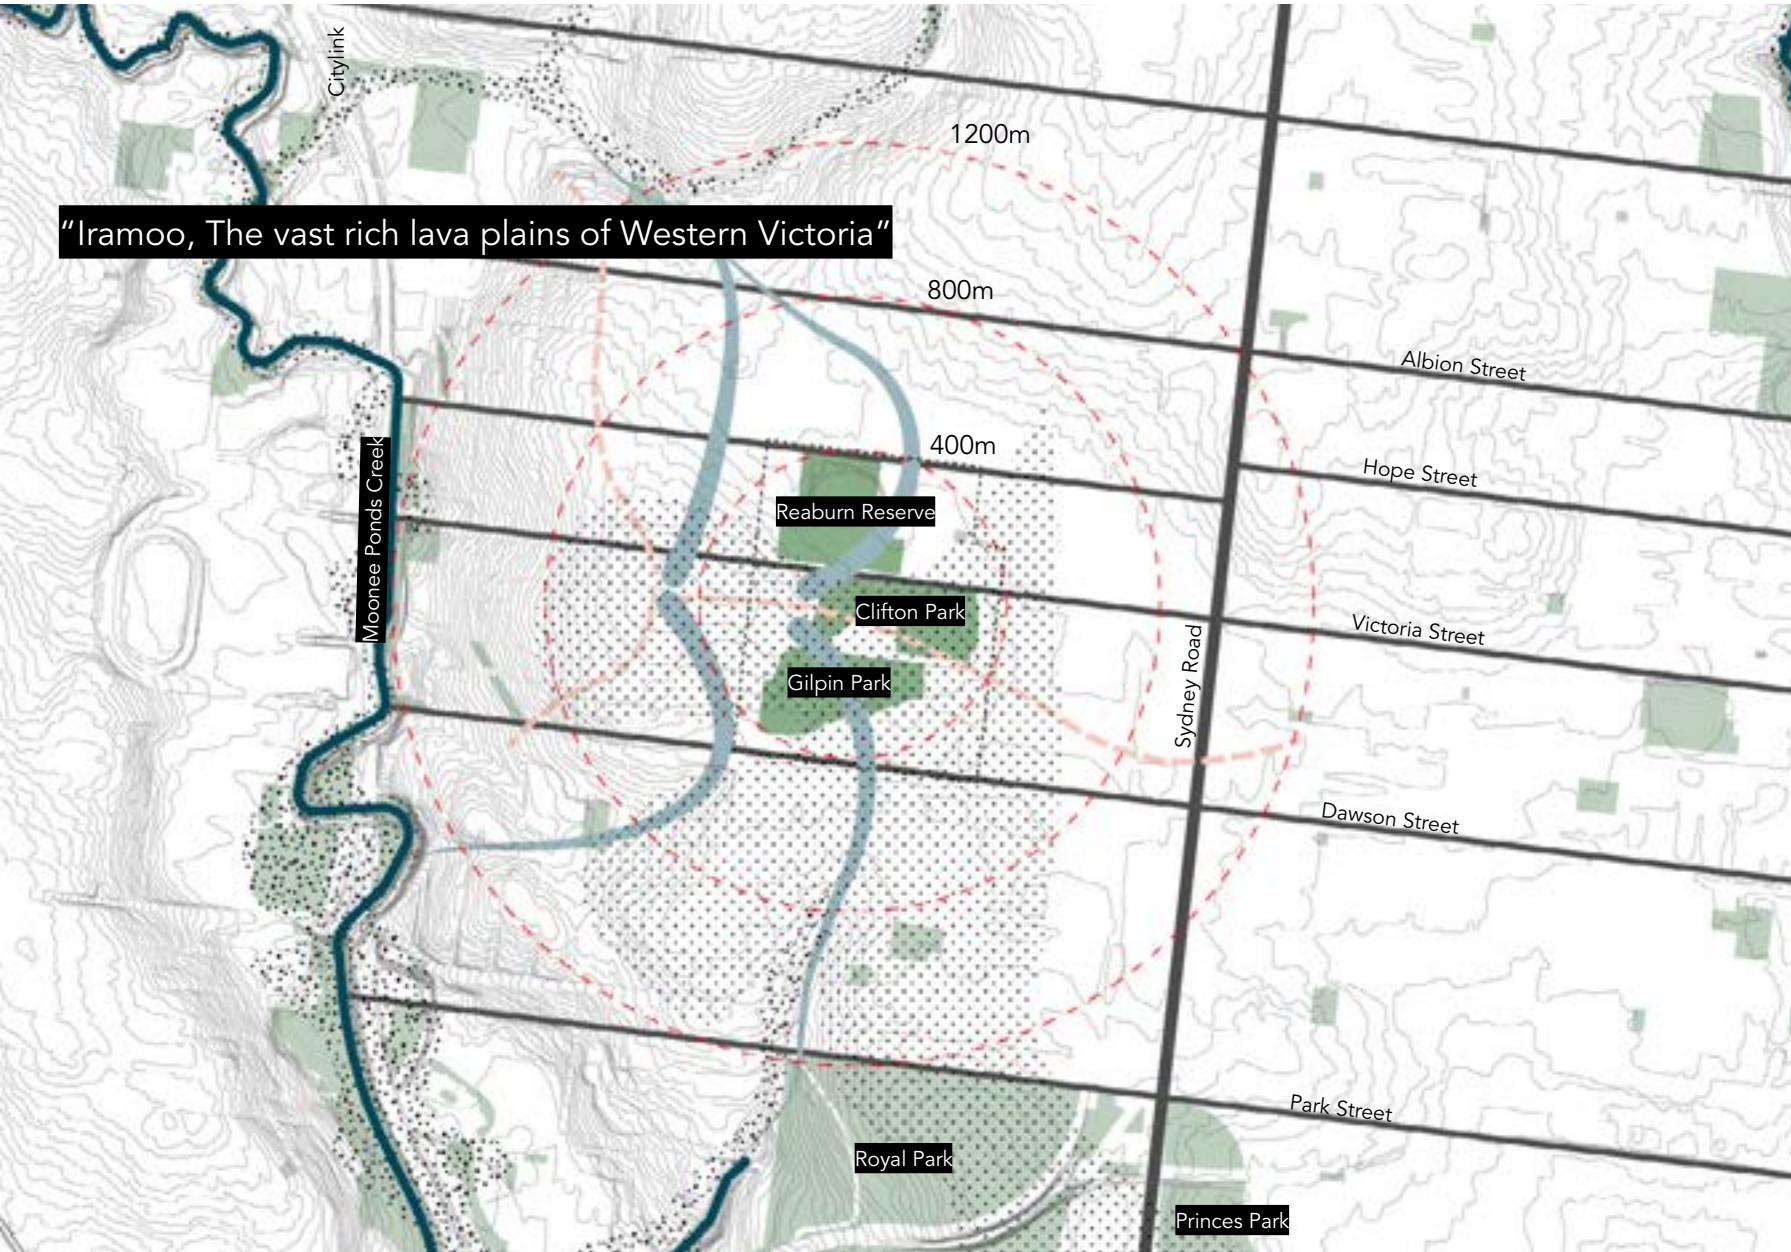 Citylink
1200m
“Iramoo, The vast rich lava plains of Western Victoria”
800m
Albion Street
400m
Hope Street
Moonee Ponds Creek
Reaburn Reserve
Clifton Park
Victoria Street
Sydney Road
Gilpin Park
Dawson Street
Park Street
Royal Park
Princes Park